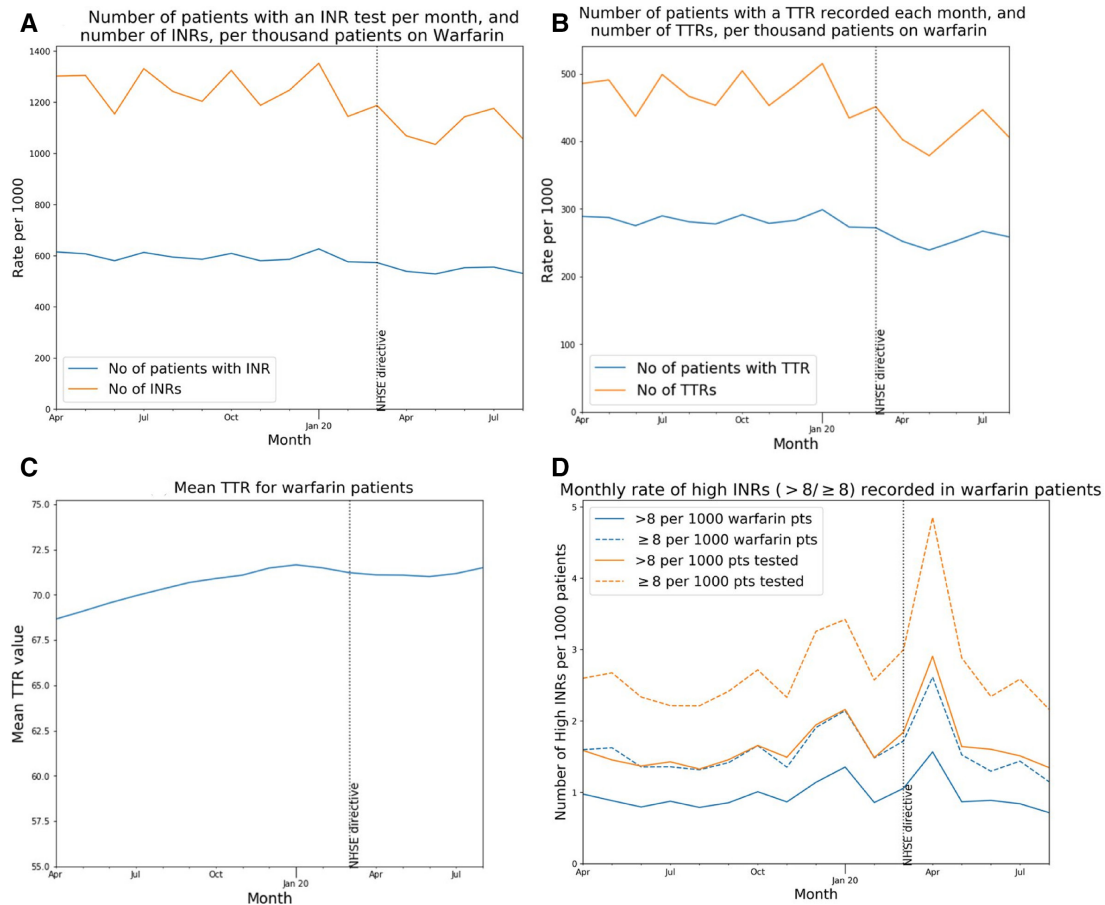 A
Number of patients with an INR test per month, and
number of INRs, per thousand patients on Warfarin
Rate per 1000
1400
1200
1000
800
600
400
200
0
No of patients with INR
No of INRs
NHSE directive
Apr Jul Oct Jan 20 Apr Jul
Month
B
Number of patients with a TTR recorded each month, and
number of TTRs, per thousand patients on warfarin
Rate per 1000
500
400
300
200
100
0
No of patients with TTR
No of TTRs
NHSE directive
Apr Jul Oct Jan 20 Apr Jul
Month
C
Mean TTR for warfarin patients
Mean TTR value
75.0
72.5
70.0
67.5
65.0
62.5
60.0
57.5
55.0
NHSE directive
Apr Jul Oct Jan 20 Apr Jul
Month
D
Monthly rate of high INRs ( > 8/ ≥ 8) recorded in warfarin patients
Number of High INRs per 1000 patients
5
4
3
2
1
0
>8 per 1000 warfarin pts
≥ 8 per 1000 warfarin pts
>8 per 1000 pts tested
≥ 8 per 1000 pts tested
NHSE directive
Apr Jul Oct Jan 20 Apr Jul
Month